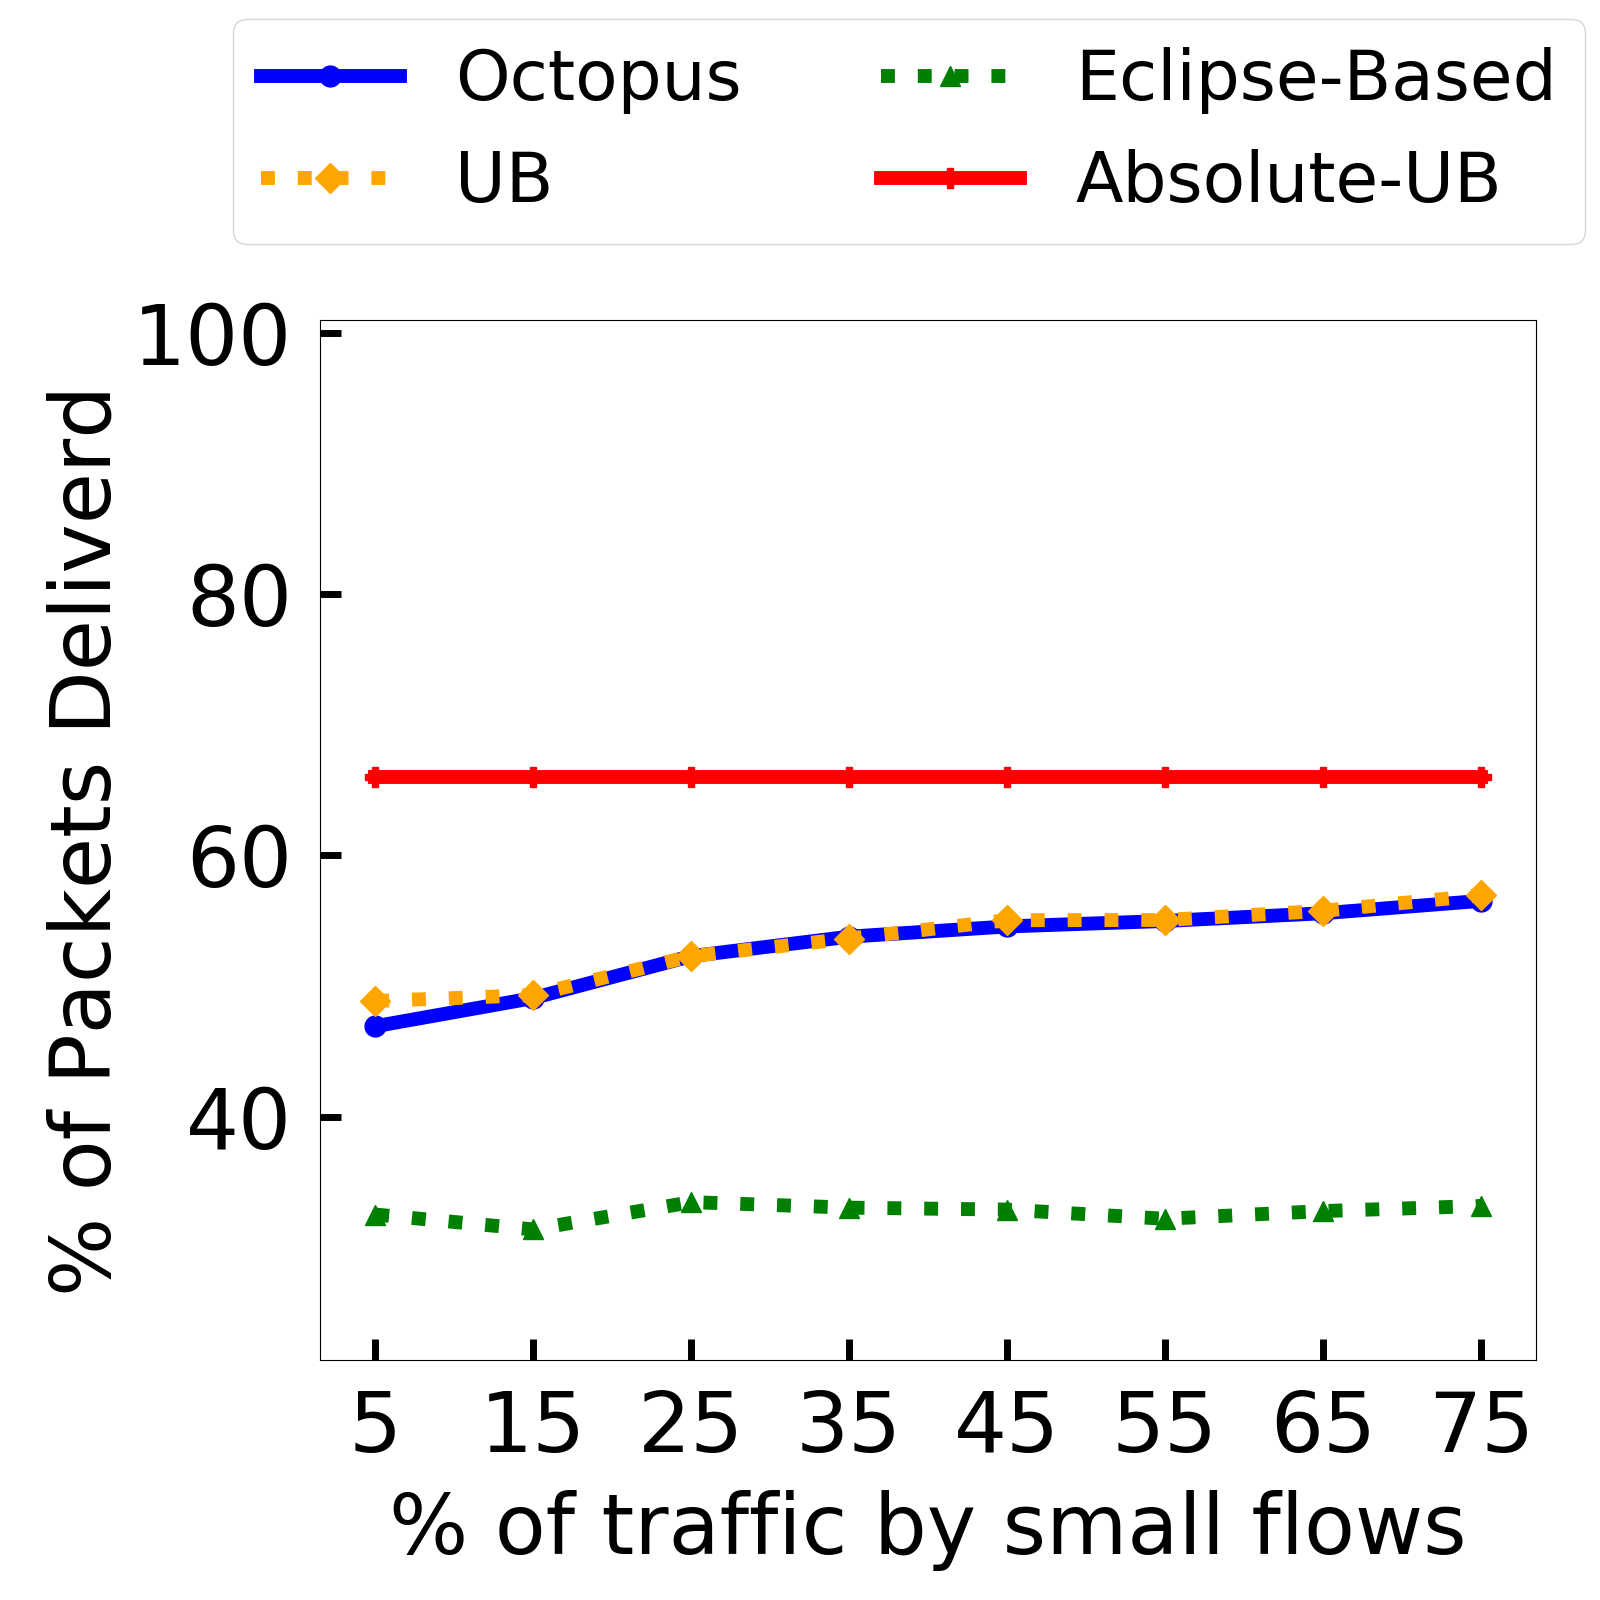 Octopus
UB
Eclipse-Based
Absolute-UB
% of Packets Deliverd
100
80
60
40
5 15 25 35 45 55 65 75
% of traffic by small flows